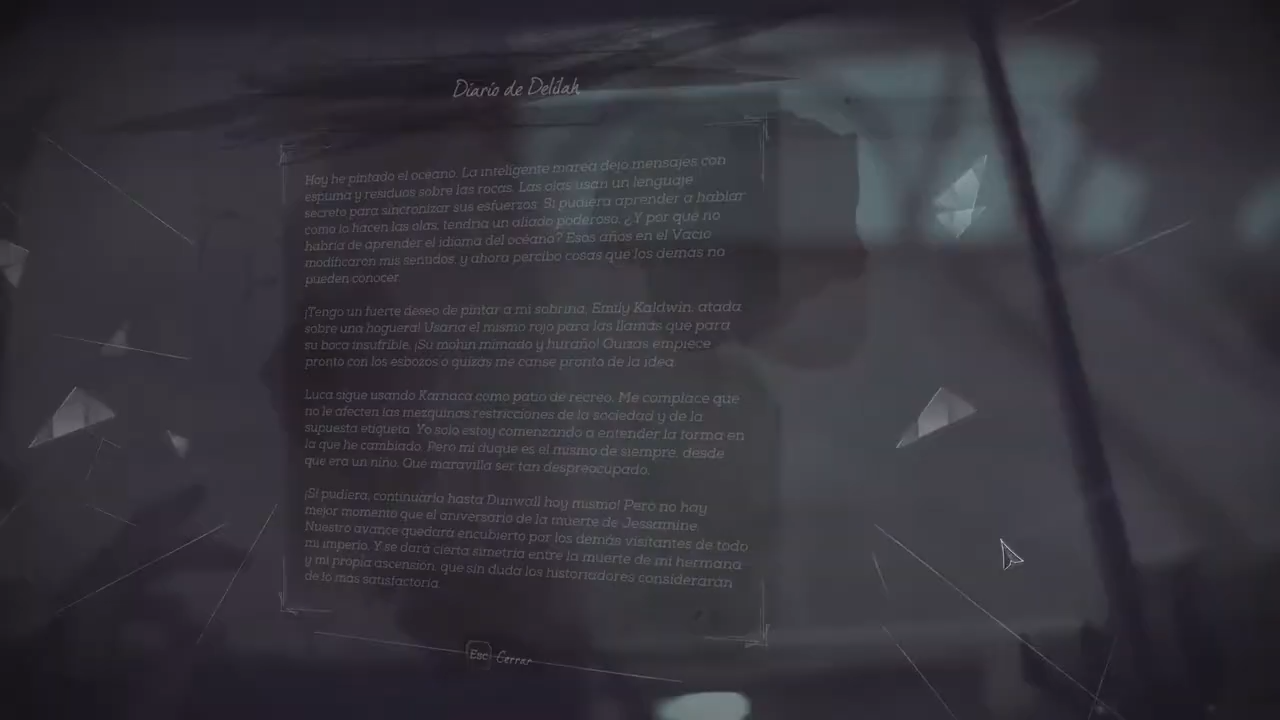 Diario de Delilah
Hoy he pintado el océano. La inteligente marea dejó mensajes con
espuma y residuos sobre las rocas. Las olas usan un lenguaje
secreto para sincronizar sus esfuerzos. Si pudiera aprender a hablar
como lo hacen las olas, tendría un aliado poderoso. ¿Y por qué no
habría de aprender el idioma del océano? Esos años en el Vacío
modificaron mis sentidos, y ahora percibo cosas que los demás no
pueden conocer.
¡Tengo un fuerte deseo de pintar a mi sobrina, Emily Kaldwin, atada
sobre una hoguera! Usaría el mismo rojo para las llamas que para
su boca insufrible. ¡Su mohín mimado y huraño! Quizás empiece
pronto con los esbozos o quizás me canse pronto de la idea.
Luca sigue usando Karnaca como patio de recreo. Me complace que
no le afecten las mezquinas restricciones de la sociedad y de la
supuesta etiqueta. Yo solo estoy comenzando a entender la forma en
la que he cambiado. Pero mi duque es el mismo de siempre, desde
que era un niño. Qué maravilla ser tan despreocupado.
¡Si pudiera, continuaría hasta Dunwall hoy mismo! Pero no hay
mejor momento que el aniversario de la muerte de Jessamine.
Nuestro avance quedará encubierto por los demás visitantes de todo
mi imperio. Y se dará cierta simetría entre la muerte de mi hermana
y mi propia ascensión, que sin duda los historiadores considerarán
de lo más satisfactoria.
Esc Cerrar